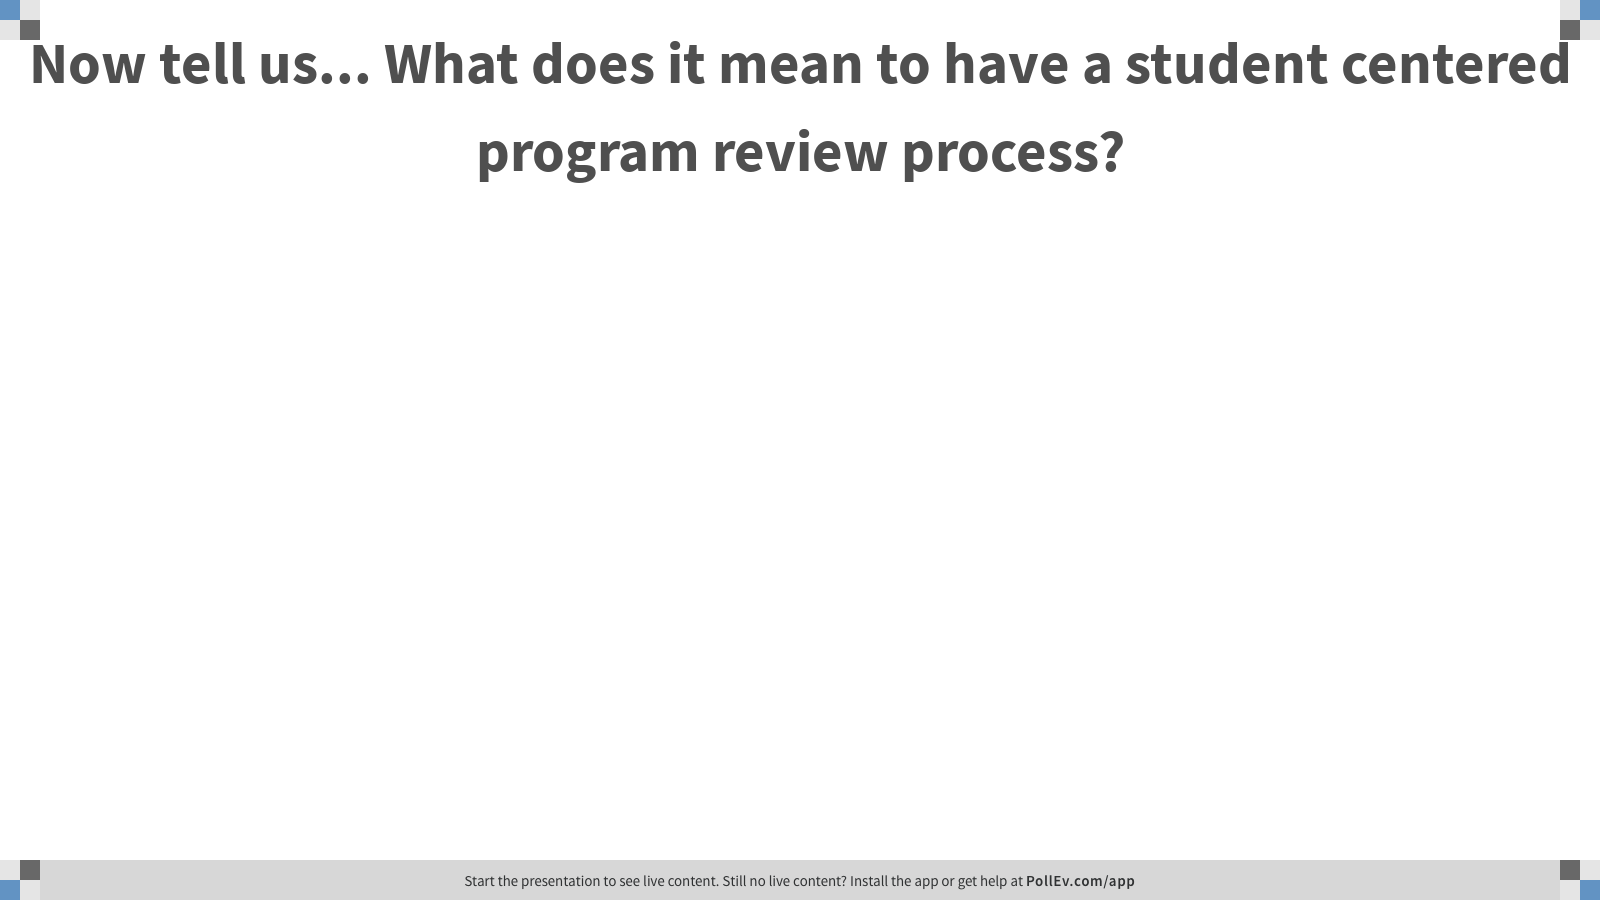 Now tell us... What does it mean to have a student centered
program review process?
Start the presentation to see live content. Still no live content? Install the app or get help at PollEv.com/app